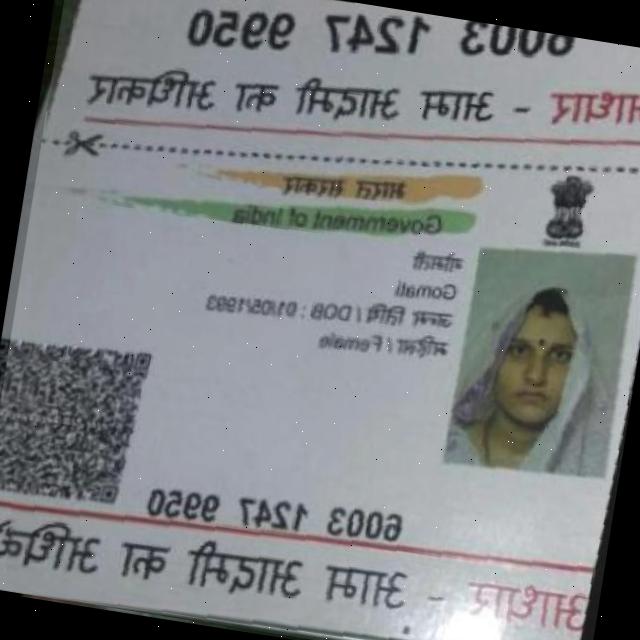 6003 1247 9950
आधार - आम आदमी का अधिकार
भारत सरकार
Government of India
गोमती
Gomati
जन्म तिथि / DOB : 01/05/1993
महिला / Female
6003 1247 9950
आधार - आम आदमी का अधिकार